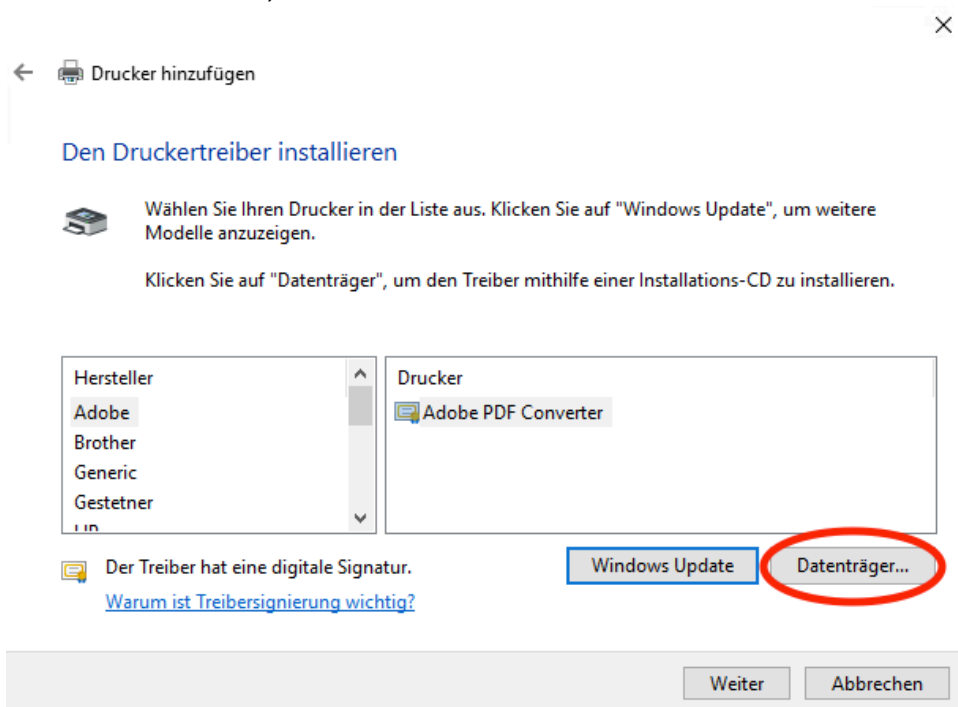 Drucker hinzufügen
Den Druckertreiber installieren
Wählen Sie Ihren Drucker in der Liste aus. Klicken Sie auf "Windows Update", um weitere
Modelle anzuzeigen.
Klicken Sie auf "Datenträger", um den Treiber mithilfe einer Installations-CD zu installieren.
Hersteller
Adobe
Brother
Generic
Gestetner
Drucker
Adobe PDF Converter
Der Treiber hat eine digitale Signatur.
Warum ist Treibersignierung wichtig?
Windows Update
Datenträger...
Weiter
Abbrechen